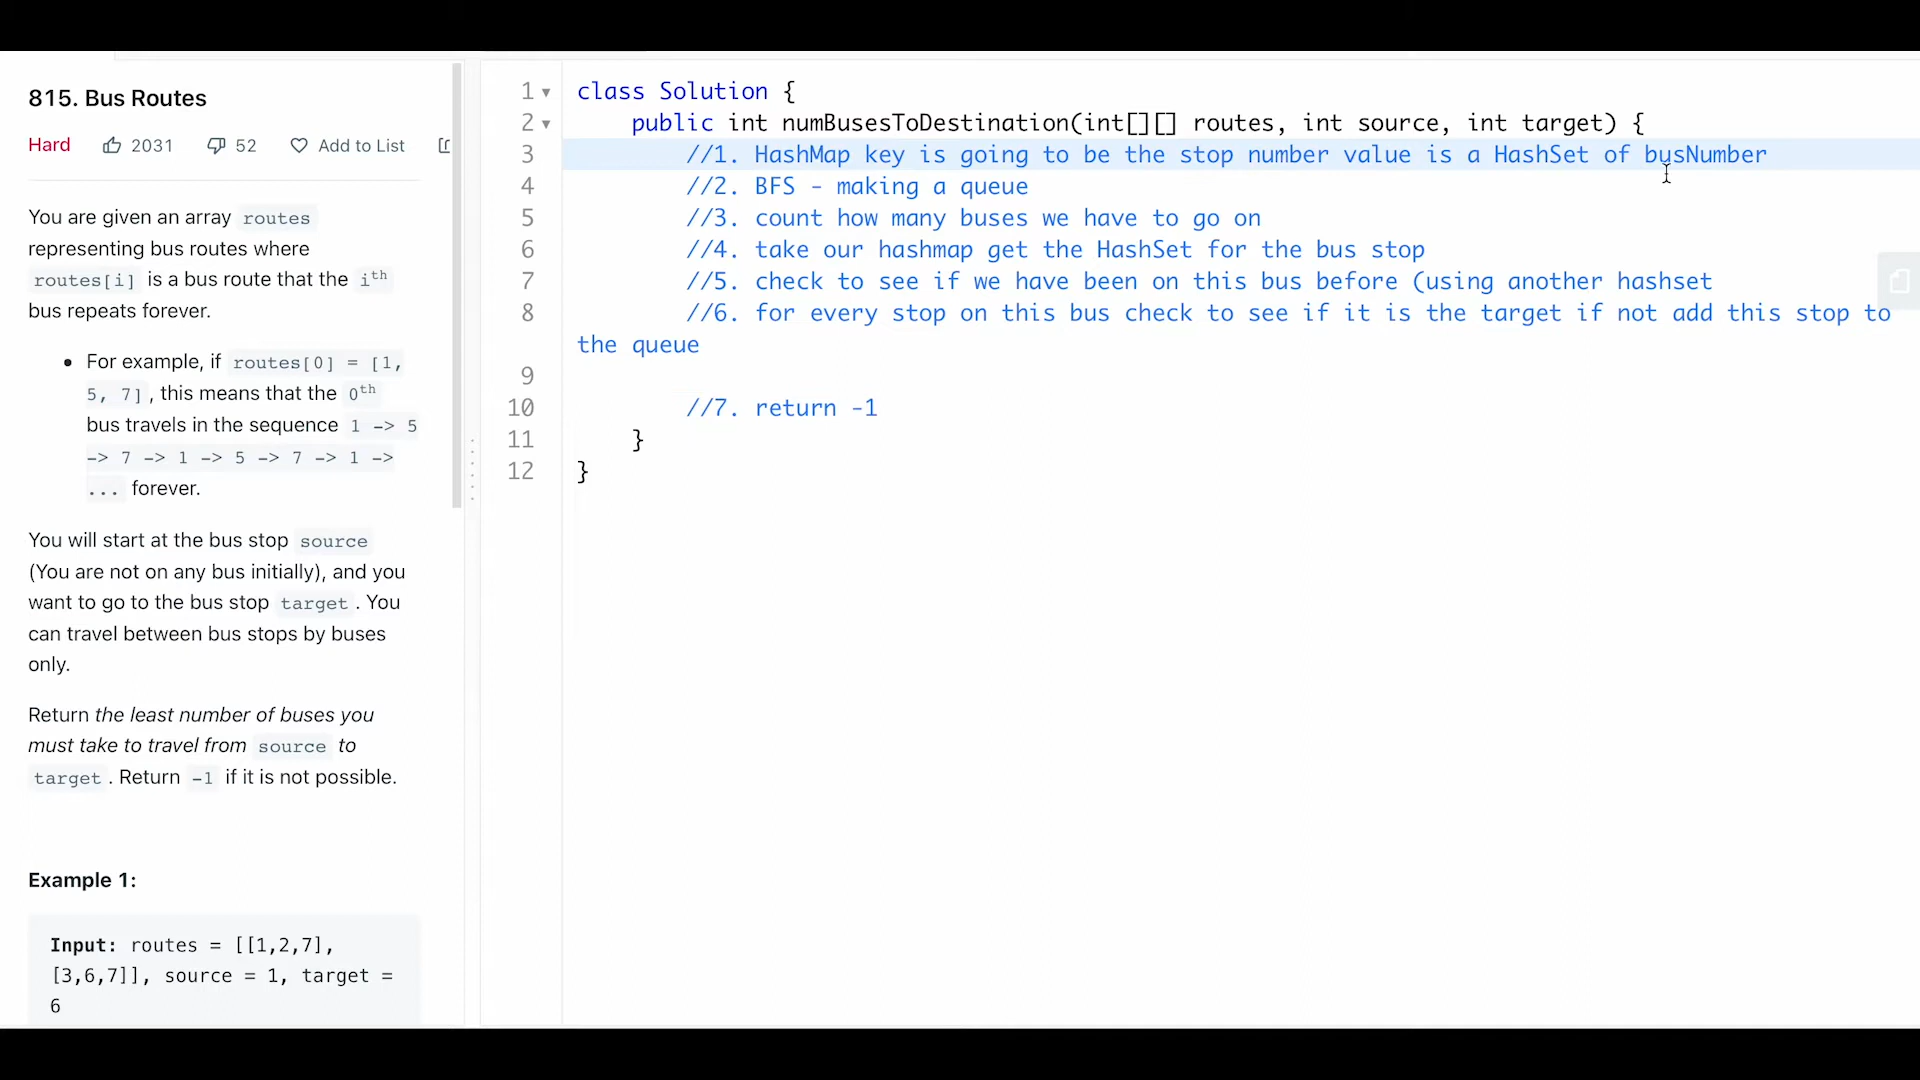 815. Bus Routes
Hard 2031 52 Add to List
You are given an array routes
representing bus routes where
routes[i] is a bus route that the ith
bus repeats forever.
• For example, if routes[0] = [1,
5, 7], this means that the 0th
bus travels in the sequence 1 -> 5
-> 7 -> 1 -> 5 -> 7 -> 1 ->
... forever.
You will start at the bus stop source
(You are not on any bus initially), and you
want to go to the bus stop target. You
can travel between bus stops by buses
only.
Return the least number of buses you
must take to travel from source to
target. Return -1 if it is not possible.
Example 1:
Input: routes = [[1,2,7],
[3,6,7]], source = 1, target =
6
1 class Solution {
2 public int numBusesToDestination(int[][] routes, int source, int target) {
3 //1. HashMap key is going to be the stop number value is a HashSet of busNumber
4 //2. BFS - making a queue
5 //3. count how many buses we have to go on
6 //4. take our hashmap get the HashSet for the bus stop
7 //5. check to see if we have been on this bus before (using another hashset
8 //6. for every stop on this bus check to see if it is the target if not add this stop to
the queue
9
10 //7. return -1
11 }
12 }